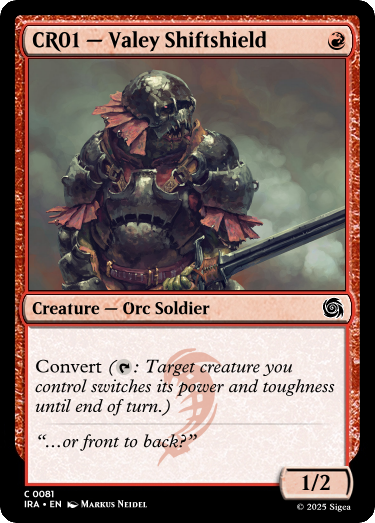 CR01 — Valey Shiftshield
Creature — Orc Soldier
Convert (: Target creature you
control switches its power and toughness
until end of turn.)
“…or front to back?”
1/2
C 0081
IRA • EN Markus Neidel
© 2025 Sigea